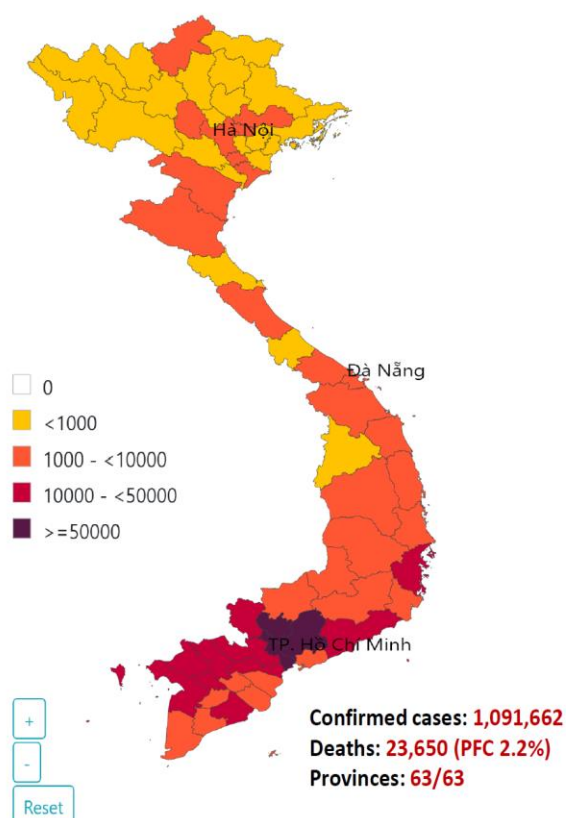 Hà Nội
Đà Nẵng
0
<1000
1000 - <10000
10000 - <50000
>=50000
TP. Hồ Chí Minh
+
-
Reset
Confirmed cases: 1,091,662
Deaths: 23,650 (PFC 2.2%)
Provinces: 63/63